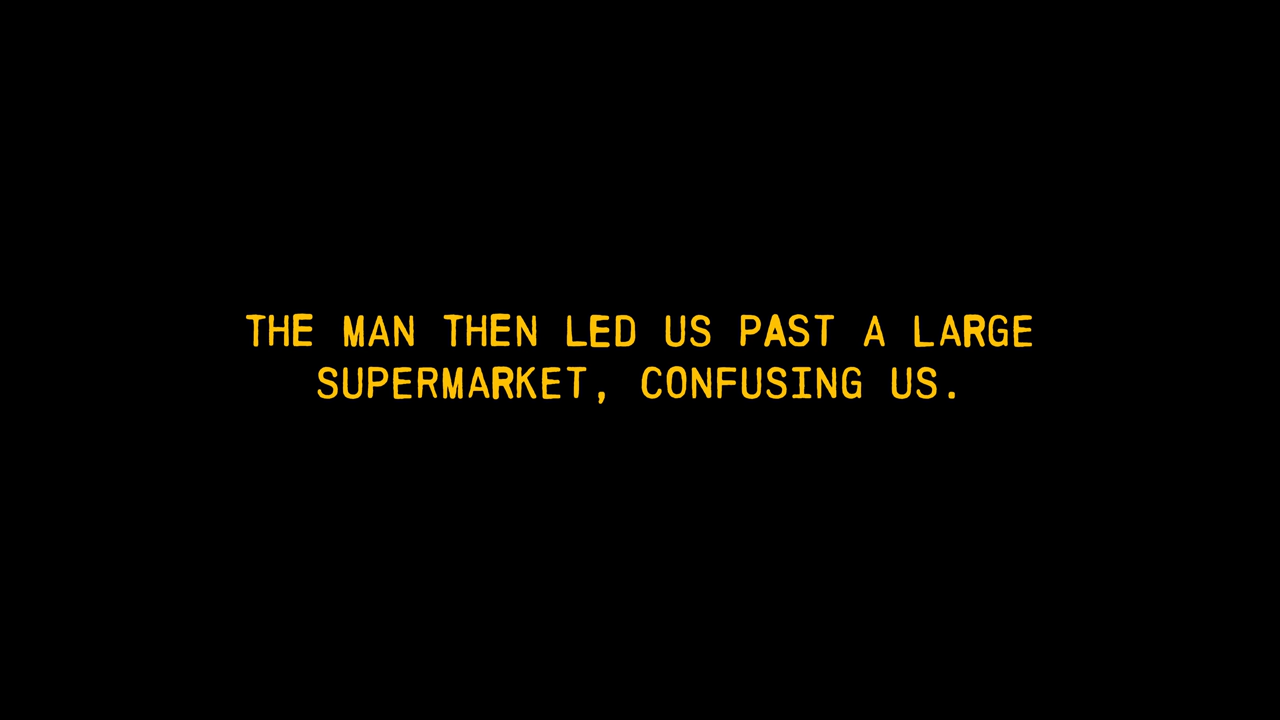 THE MAN THEN LED US PAST A LARGE
SUPERMARKET, CONFUSING US.